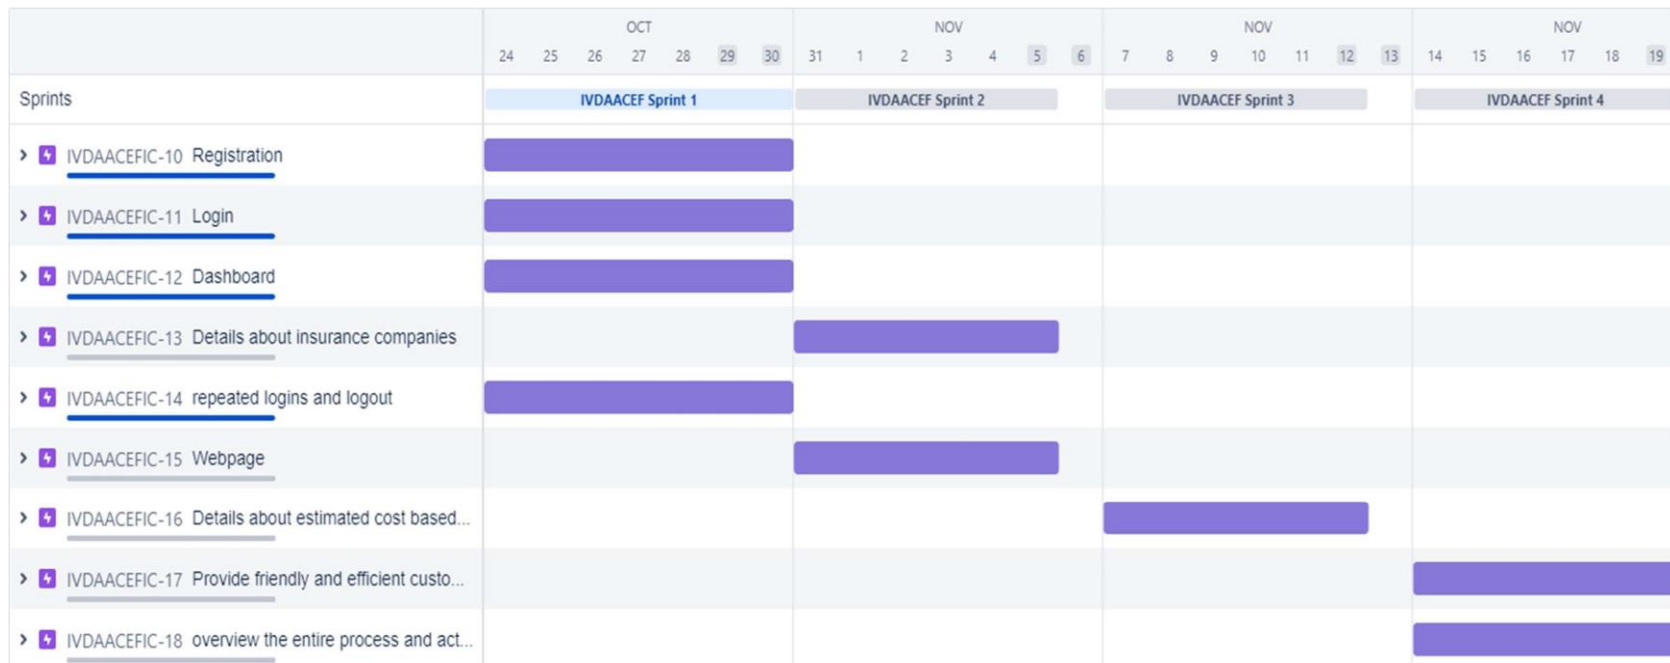 OCT NOV NOV NOV
24 25 26 27 28 29 30 31 1 2 3 4 5 6 7 8 9 10 11 12 13 14 15 16 17 18 19
Sprints IVDAACEF Sprint 1 IVDAACEF Sprint 2 IVDAACEF Sprint 3 IVDAACEF Sprint 4
IVDAACEFIC-10 Registration
IVDAACEFIC-11 Login
IVDAACEFIC-12 Dashboard
IVDAACEFIC-13 Details about insurance companies
IVDAACEFIC-14 repeated logins and logout
IVDAACEFIC-15 Webpage
IVDAACEFIC-16 Details about estimated cost based...
IVDAACEFIC-17 Provide friendly and efficient custo...
IVDAACEFIC-18 overview the entire process and act...